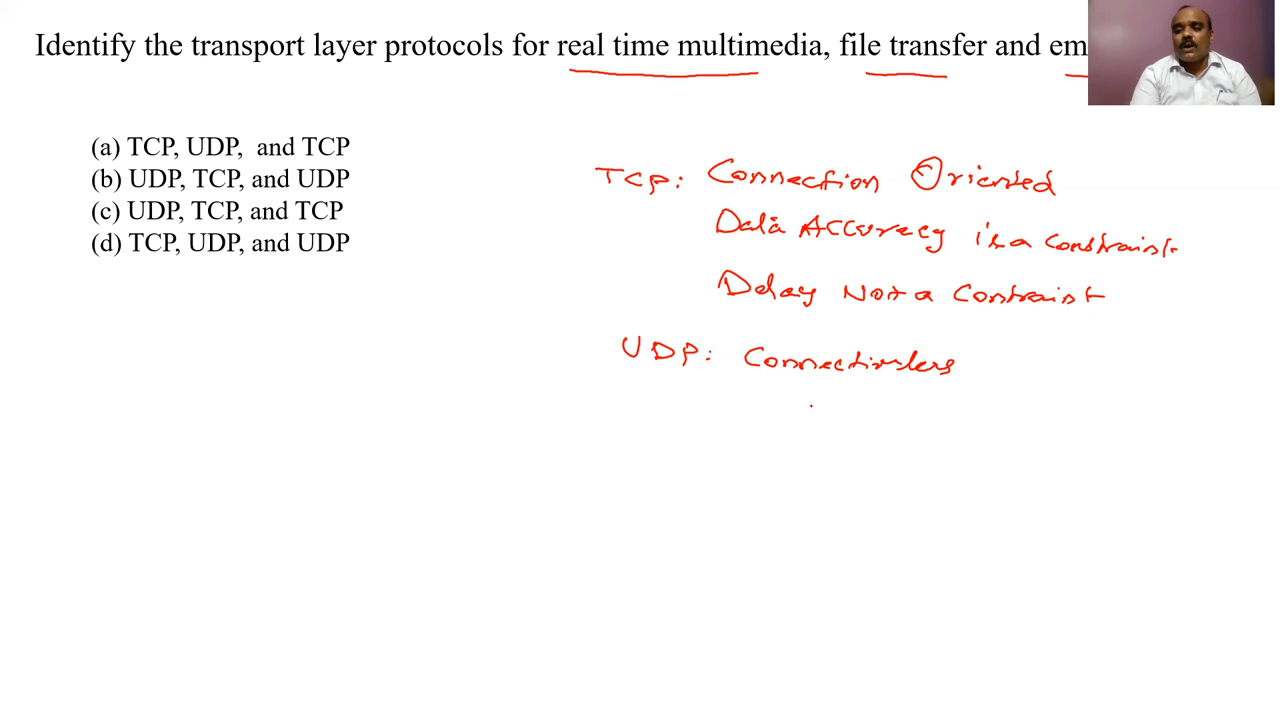 Identify the transport layer protocols for real time multimedia, file transfer and em
(a) TCP, UDP, and TCP
(b) UDP, TCP, and UDP
(c) UDP, TCP, and TCP
(d) TCP, UDP, and UDP
TCP: Connection Oriented
Data Accuracy is a constraint
Delay Not a constraint
UDP: Connectionless